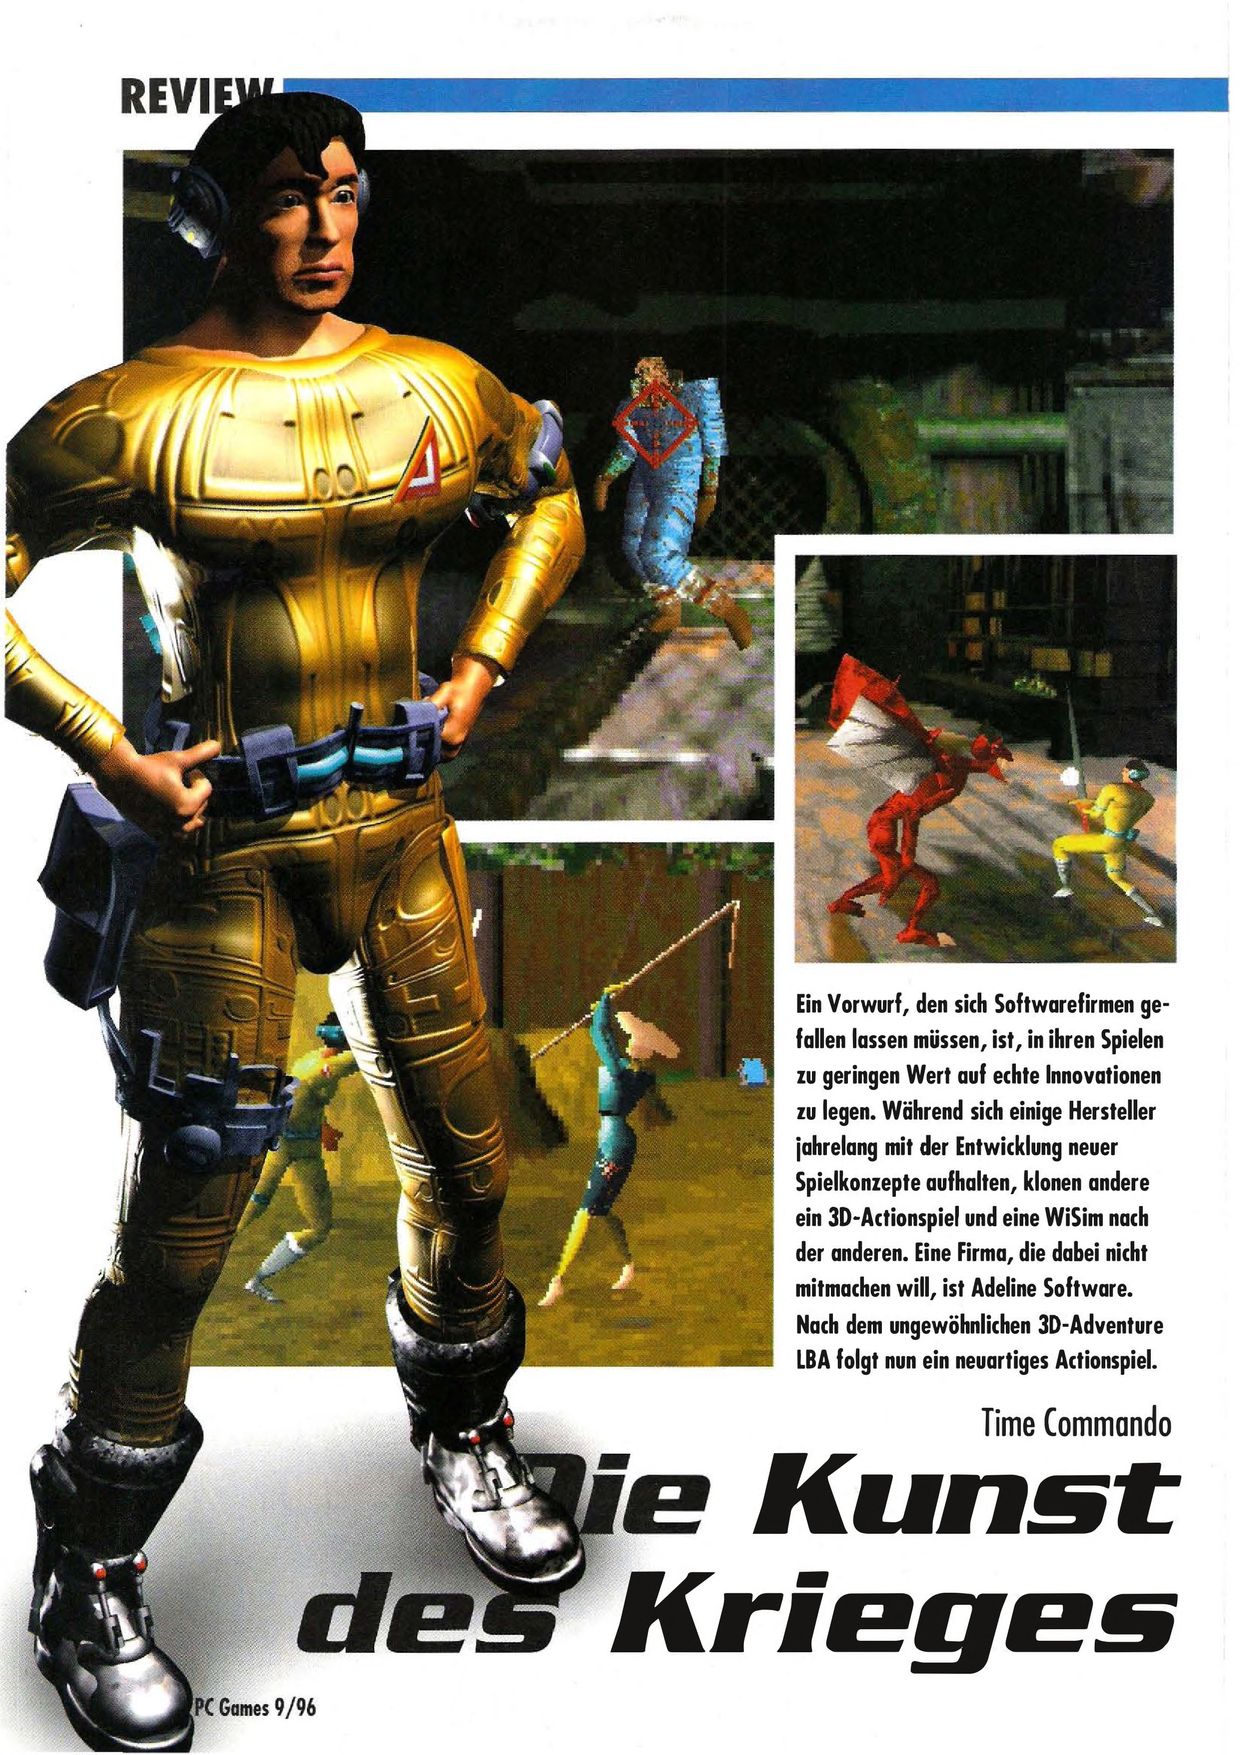 REVIEW
Ein Vorwurf, den sich Softwarefirmen ge-
fallen lassen müssen, ist, in ihren Spielen
zu geringen Wert auf echte Innovationen
zu legen. Während sich einige Hersteller
jahrelang mit der Entwicklung neuer
Spielkonzepte aufhalten, klonen andere
ein 3D-Actionspiel und eine WiSim nach
der anderen. Eine Firma, die dabei nicht
mitmachen will, ist Adeline Software.
Nach dem ungewöhnlichen 3D-Adventure
LBA folgt nun ein neuartiges Actionspiel.
Time Commando
Die Kunst
des Krieges
PC Games 9/96